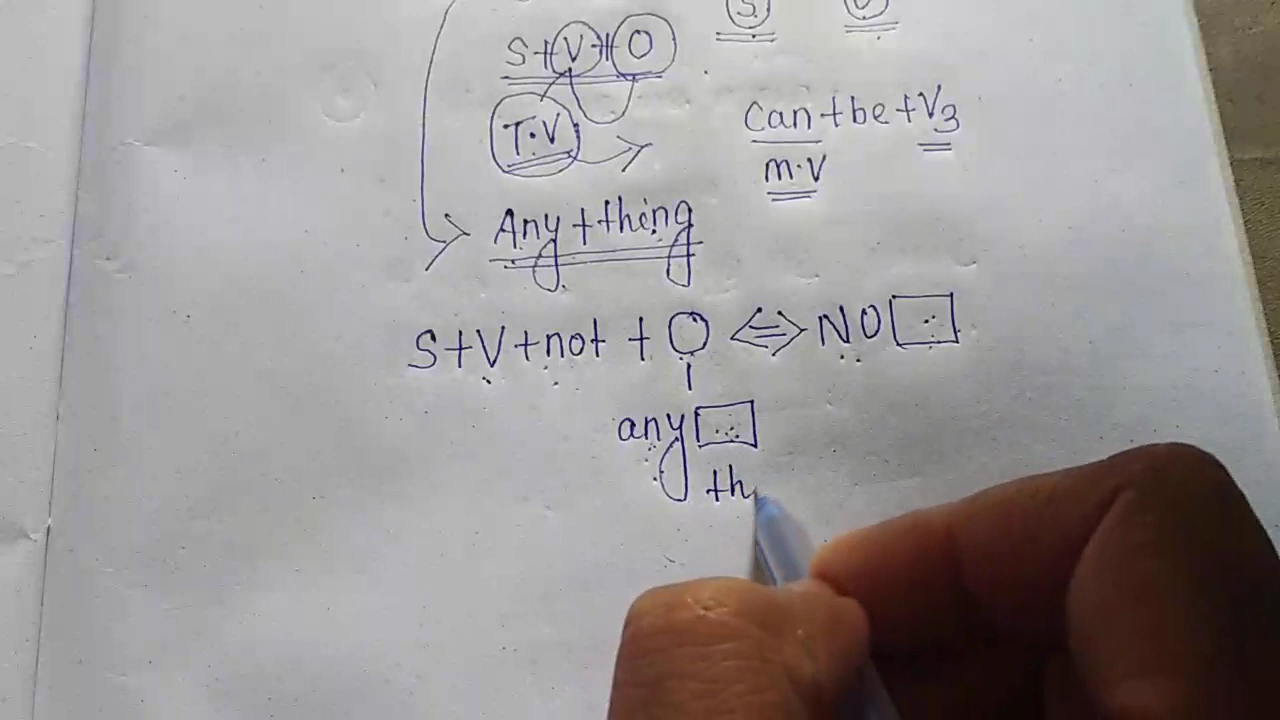 S V
S+V+O
T.V
can+be+V3
m.V
Any+thing
S+V+not+O ⇔ NO
any
th